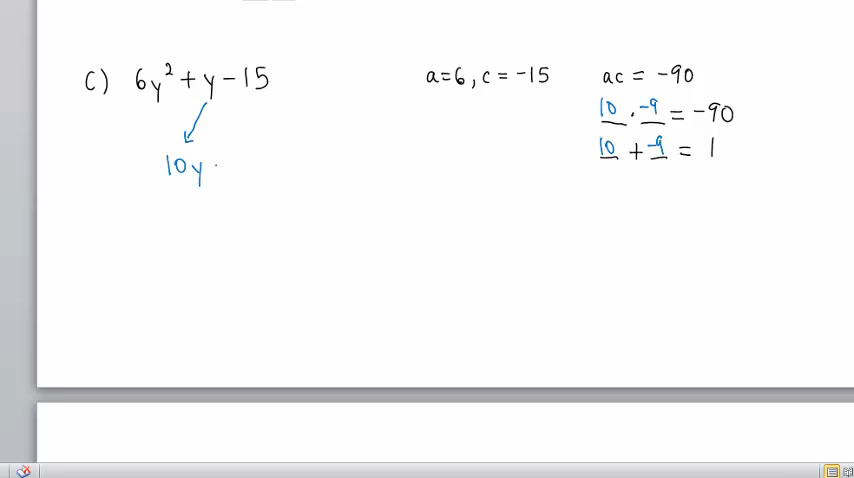 c) 6y² + y - 15
10y
a=6, c = -15
ac = -90
10 · -9 = -90
10 + -9 = 1